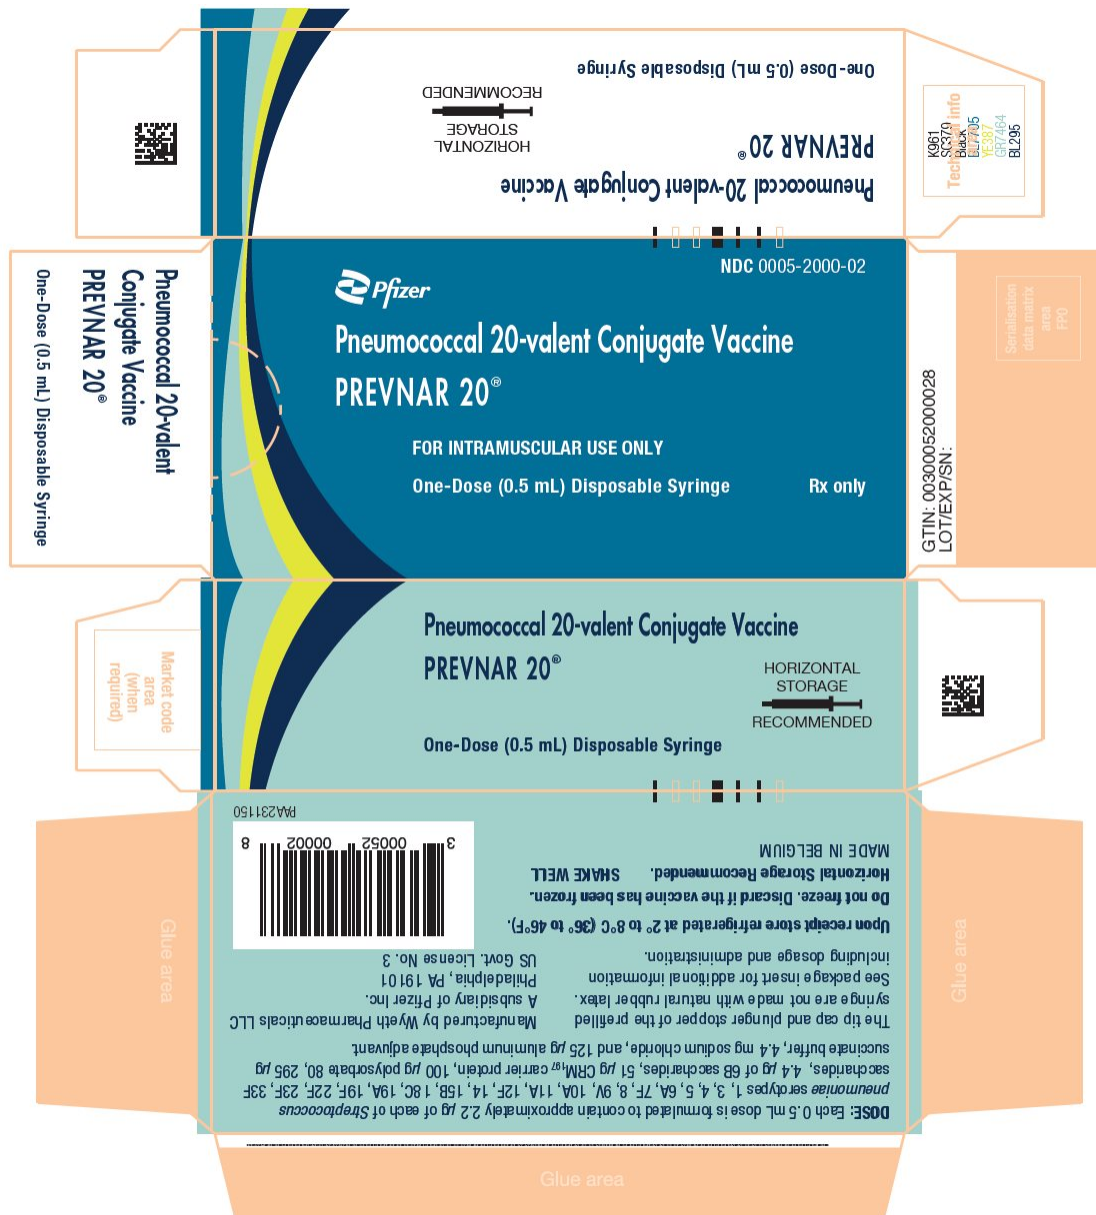 One-Dose (0.5 mL) Disposable Syringe
HORIZONTAL
STORAGE
RECOMMENDED
PREVNAR 20®
Pneumococcal 20-valent Conjugate Vaccine
Technical info
K961
SC379
Black
YE387
GR7464
BL295
NDC 0005-2000-02
Pfizer
Pneumococcal 20-valent Conjugate Vaccine
PREVNAR 20®
FOR INTRAMUSCULAR USE ONLY
One-Dose (0.5 mL) Disposable Syringe
Rx only
Pneumococcal 20-valent
Conjugate Vaccine
PREVNAR 20®
One-Dose (0.5 mL) Disposable Syringe
GTIN: 00300052000028
LOT/EXP/SN:
Serialisation
data matrix
area
FPO
Market code
area
(when
required)
Pneumococcal 20-valent Conjugate Vaccine
PREVNAR 20®
HORIZONTAL
STORAGE
RECOMMENDED
One-Dose (0.5 mL) Disposable Syringe
DOSE: Each 0.5 mL dose is formulated to contain approximately 2.2 µg of each of Streptococcus
pneumoniae serotypes 1, 3, 4, 5, 6A, 7F, 8, 9V, 10A, 11A, 12F, 14, 15B, 18C, 19A, 19F, 22F, 23F, 33F
saccharides, 4.4 µg of 6B saccharides, 51 µg CRM197 carrier protein, 100 µg polysorbate 80, 295 µg
succinate buffer, 4.4 mg sodium chloride, and 125 µg aluminum phosphate adjuvant.
The tip cap and plunger stopper of the prefilled
syringe are not made with natural rubber latex.
See package insert for additional information
including dosage and administration.
Upon receipt store refrigerated at 2° to 8°C (36° to 46°F).
Do not freeze. Discard if the vaccine has been frozen.
Horizontal Storage Recommended. SHAKE WELL
MADE IN BELGIUM
Manufactured by Wyeth Pharmaceuticals LLC
A subsidiary of Pfizer Inc.
Philadelphia, PA 19101
US Govt. License No. 3
3 00052 00002 8
PAA231150
Glue area
Glue area
Glue area